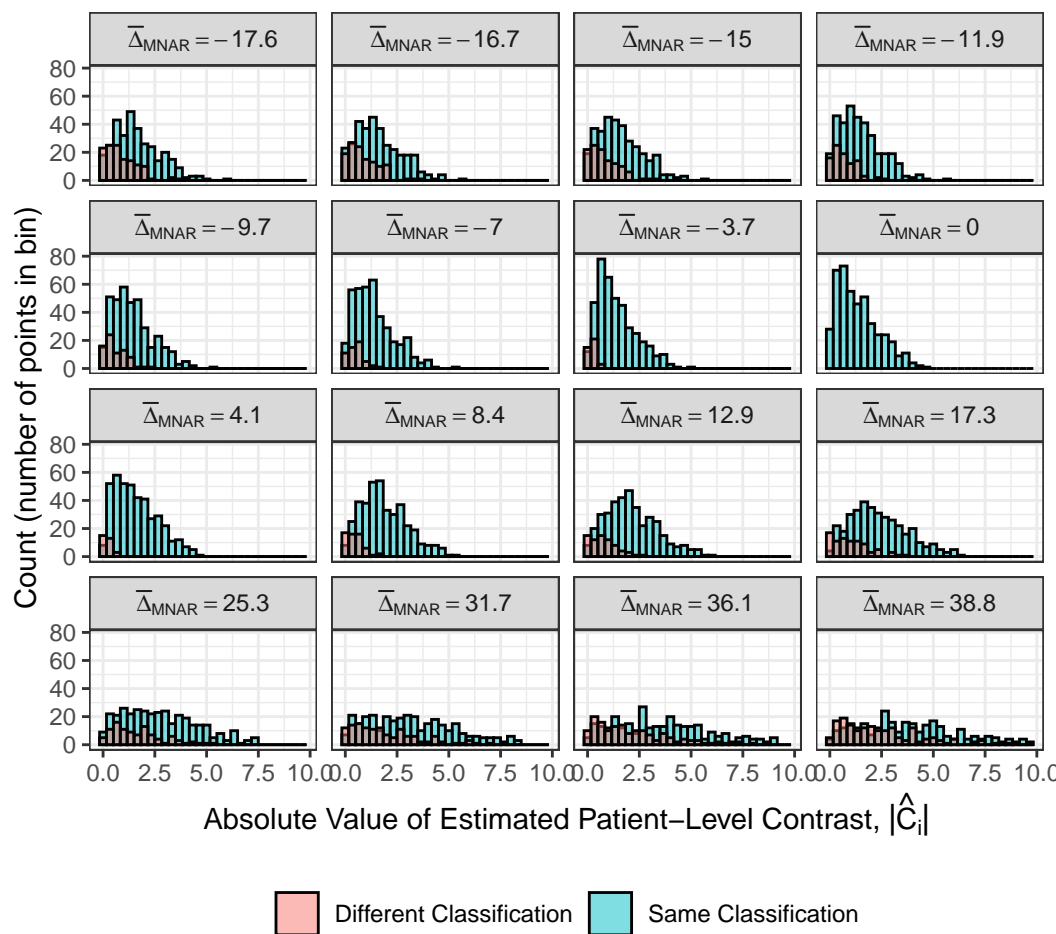 Δ̅MNAR = −17.6
Δ̅MNAR = −16.7
Δ̅MNAR = −15
Δ̅MNAR = −11.9
80
60
40
20
0
Δ̅MNAR = −9.7
Δ̅MNAR = −7
Δ̅MNAR = −3.7
Δ̅MNAR = 0
80
60
40
20
0
Δ̅MNAR = 4.1
Δ̅MNAR = 8.4
Δ̅MNAR = 12.9
Δ̅MNAR = 17.3
80
60
40
20
0
Δ̅MNAR = 25.3
Δ̅MNAR = 31.7
Δ̅MNAR = 36.1
Δ̅MNAR = 38.8
80
60
40
20
0
0.0 2.5 5.0 7.5 10.0 0.0 2.5 5.0 7.5 10.0 0.0 2.5 5.0 7.5 10.0 0.0 2.5 5.0 7.5 10.0
Count (number of points in bin)
Absolute Value of Estimated Patient−Level Contrast, |Ĉi|
Different Classification
Same Classification